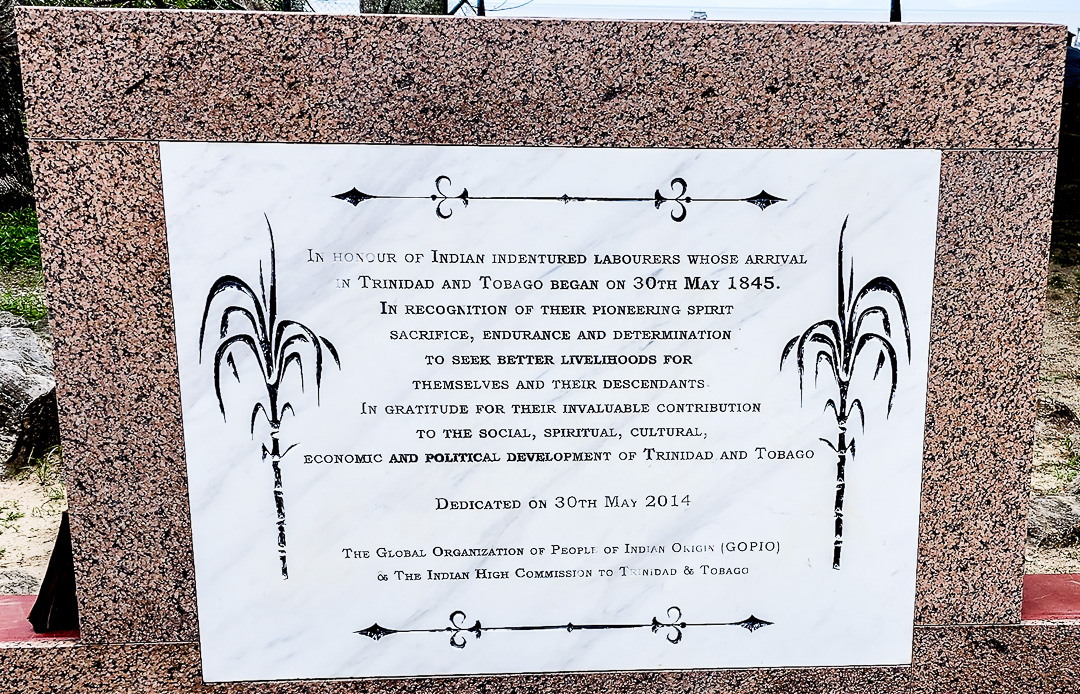 In honour of Indian indentured labourers whose arrival
in Trinidad and Tobago began on 30th May 1845.
In recognition of their pioneering spirit
sacrifice, endurance and determination
to seek better livelihoods for
themselves and their descendants.
In gratitude for their invaluable contribution
to the social, spiritual, cultural,
economic and political development of Trinidad and Tobago
Dedicated on 30th May 2014
The Global Organization of People of Indian Origin (GOPIO)
& The Indian High Commission to Trinidad & Tobago